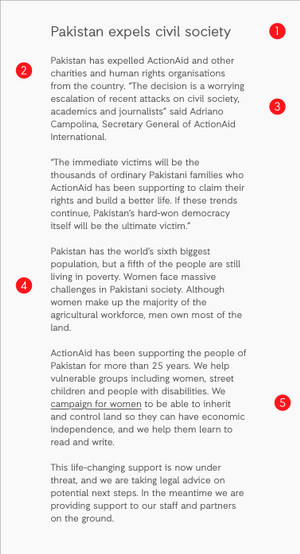 Pakistan expels civil society
1
Pakistan has expelled ActionAid and other
2
charities and human rights organisations
from the country. "The decision is a worrying
escalation of recent attacks on civil society,
3
academics and journalists" said Adriano
Campolina, Secretary General of ActionAid
International.
"The immediate victims will be the
thousands of ordinary Pakistani families who
ActionAid has been supporting to claim their
rights and build a better life. If these trends
continue, Pakistan's hard-won democracy
itself will be the ultimate victim."
Pakistan has the world's sixth biggest
population, but a fifth of the people are still
living in poverty. Women face massive
4
challenges in Pakistani society. Although
women make up the majority of the
agricultural workforce, men own most of the
land.
ActionAid has been supporting the people of
Pakistan for more than 25 years. We help
vulnerable groups including women, street
children and people with disabilities. We
campaign for women to be able to inherit
5
and control land so they can have economic
independence, and we help them learn to
read and write.
This life-changing support is now under
threat, and we are taking legal advice on
potential next steps. In the meantime we are
providing support to our staff and partners
on the ground.